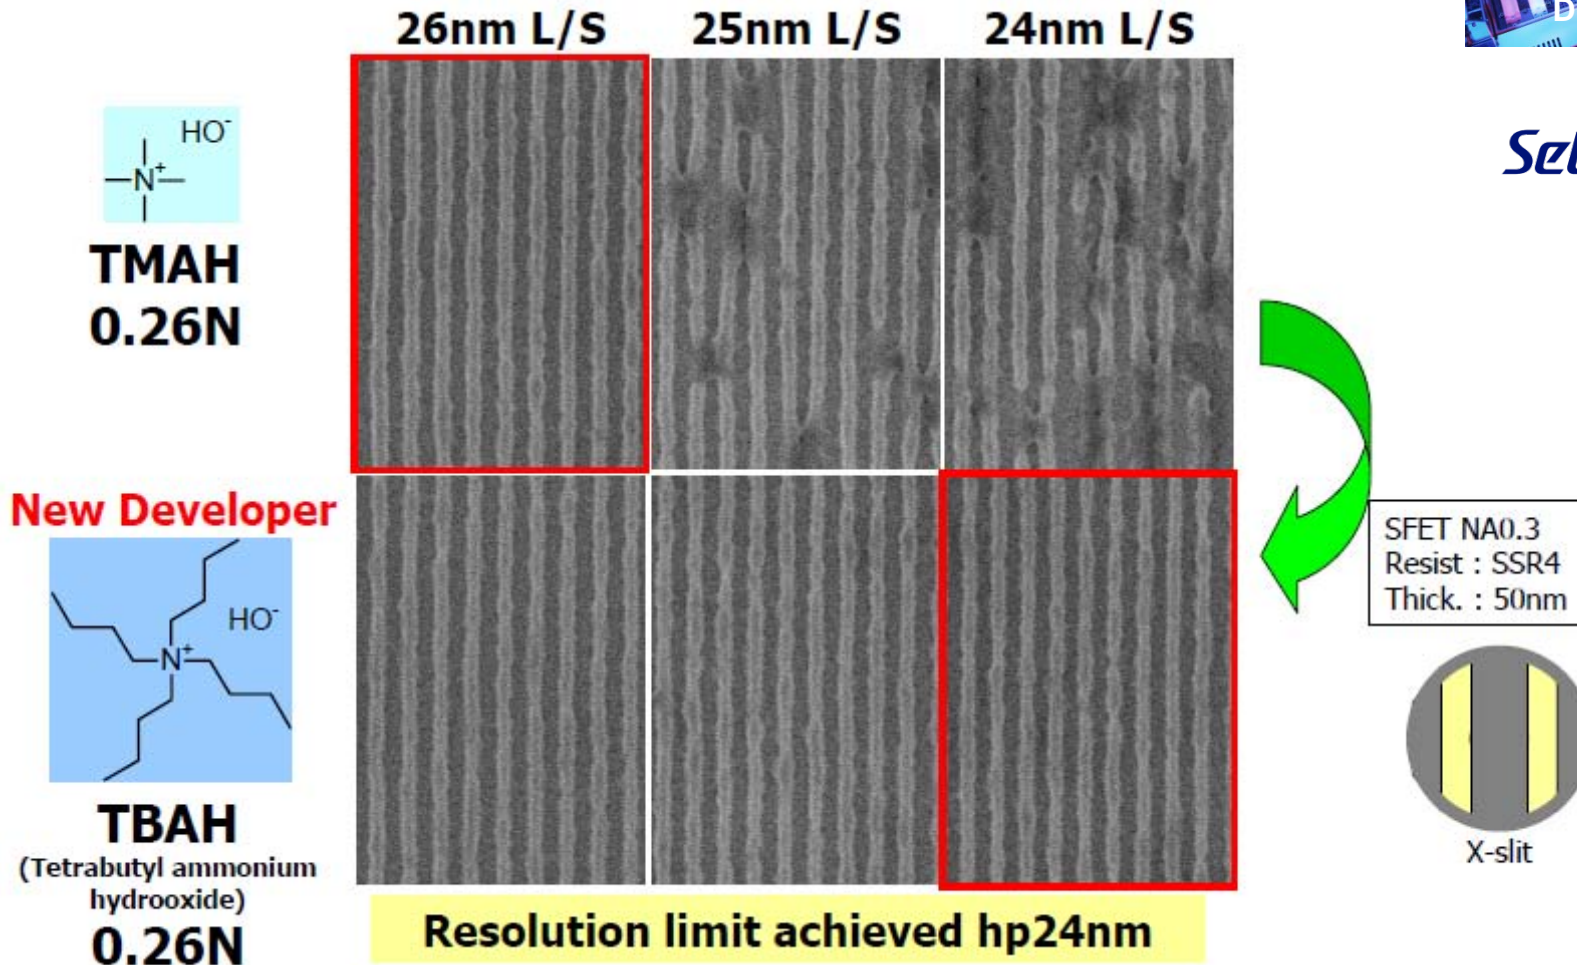 26nm L/S 25nm L/S 24nm L/S
HO⁻
N⁺
TMAH
0.26N
New Developer
HO⁻
N⁺
TBAH
(Tetrabutyl ammonium
hydrooxide)
0.26N
SFET NA0.3
Resist : SSR4
Thick. : 50nm
X-slit
Resolution limit achieved hp24nm